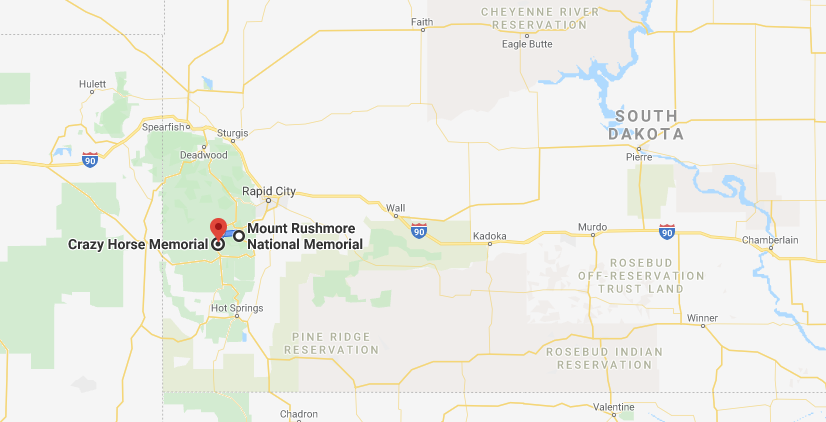 CHEYENNE RIVER
RESERVATION
Faith
Eagle Butte
Hulett
SOUTH
DAKOTA
Spearfish
Sturgis
Deadwood
Pierre
90
Rapid City
Wall
Mount Rushmore
National Memorial
Crazy Horse Memorial
90
Kadoka
Murdo
90
Chamberlain
ROSEBUD
OFF-RESERVATION
TRUST LAND
Hot Springs
Winner
PINE RIDGE
RESERVATION
ROSEBUD INDIAN
RESERVATION
Chadron
Valentine